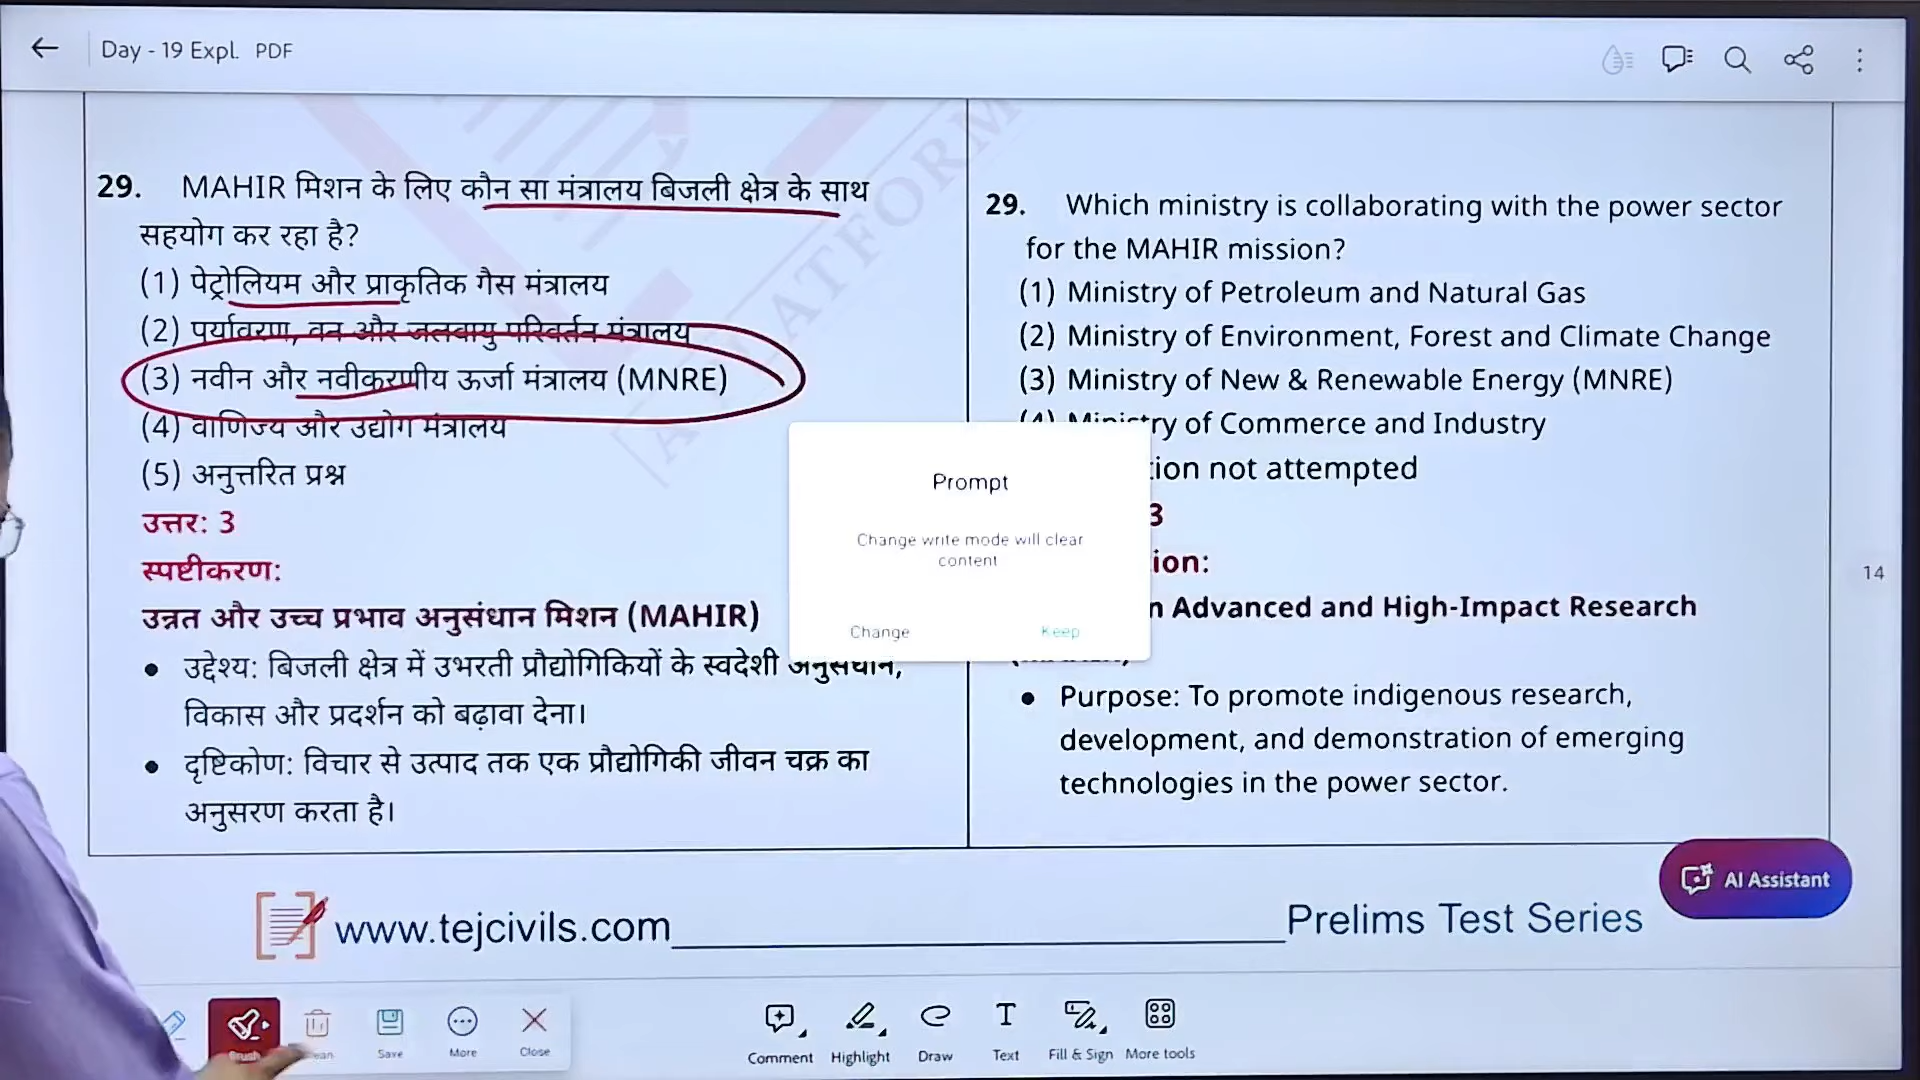 Day - 19 Expl. PDF
29. MAHIR मिशन के लिए कौन सा मंत्रालय बिजली क्षेत्र के साथ
सहयोग कर रहा है?
(1) पेट्रोलियम और प्राकृतिक गैस मंत्रालय
(2) पर्यावरण, वन और जलवायु परिवर्तन मंत्रालय
(3) नवीन और नवीकरणीय ऊर्जा मंत्रालय (MNRE)
(4) वाणिज्य और उद्योग मंत्रालय
(5) अनुत्तरित प्रश्न
उत्तर: 3
स्पष्टीकरण:
उन्नत और उच्च प्रभाव अनुसंधान मिशन (MAHIR)
• उद्देश्य: बिजली क्षेत्र में उभरती प्रौद्योगिकियों के स्वदेशी अनुसंधान,
विकास और प्रदर्शन को बढ़ावा देना।
• दृष्टिकोण: विचार से उत्पाद तक एक प्रौद्योगिकी जीवन चक्र का
अनुसरण करता है।
29. Which ministry is collaborating with the power sector
for the MAHIR mission?
(1) Ministry of Petroleum and Natural Gas
(2) Ministry of Environment, Forest and Climate Change
(3) Ministry of New & Renewable Energy (MNRE)
(4) Ministry of Commerce and Industry
tion not attempted
3
ion:
n Advanced and High-Impact Research
• Purpose: To promote indigenous research,
development, and demonstration of emerging
technologies in the power sector.
Prompt
Change write mode will clear
content
Change Keep
14
AI Assistant
www.tejcivils.com Prelims Test Series
Save More Close
Comment Highlight Draw Text Fill & Sign More tools